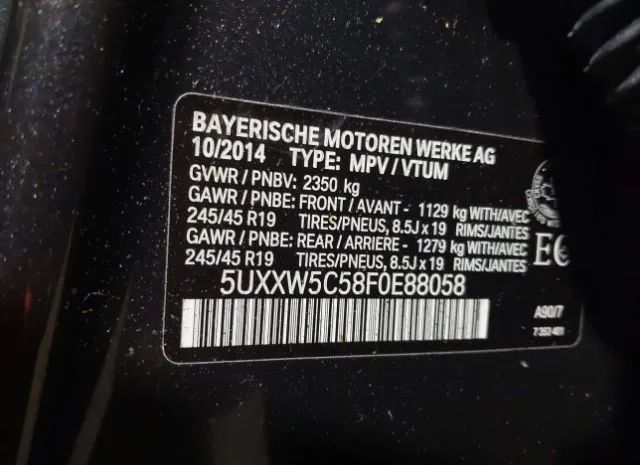 BAYERISCHE MOTOREN WERKE AG
10/2014 TYPE: MPV / VTUM
GVWR / PNBV: 2350 kg
GAWR / PNBE: FRONT / AVANT - 1129 kg WITH/AVEC
245/45 R19 TIRES/PNEUS, 8.5J x 19 RIMS/JANTES
GAWR / PNBE: REAR / ARRIERE - 1279 kg WITH/AVEC
245/45 R19 TIRES/PNEUS, 8.5J x 19 RIMS/JANTES
5UXXW5C58F0E88058
A90/7